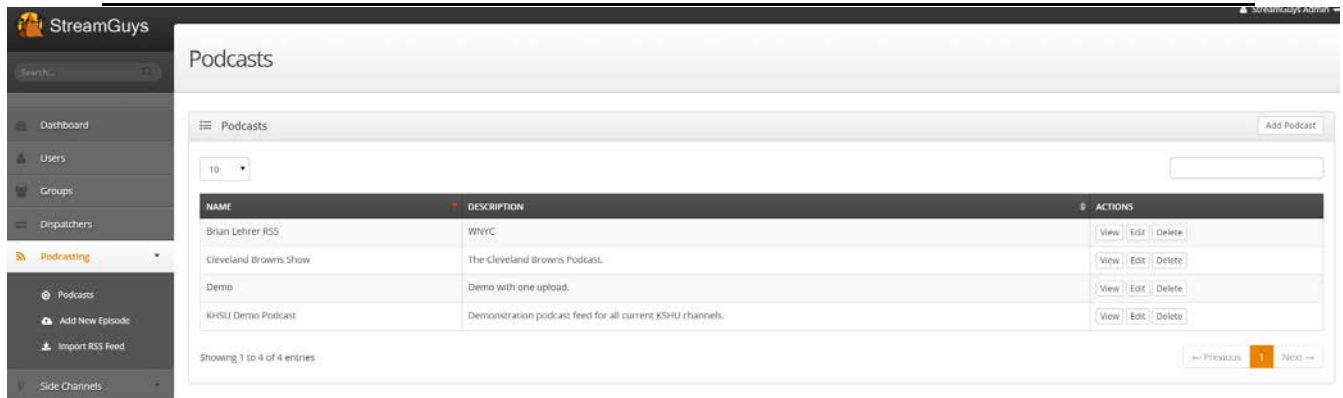 StreamGuys
StreamGuys Admin
Search...
Podcasts
Dashboard
Users
Groups
Dispatchers
Podcasting
Podcasts
Add New Episode
Import RSS Feed
Side Channels
Podcasts
Add Podcast
10
NAME DESCRIPTION ACTIONS
Brian Lehrer RSS WNYC View Edit Delete
Cleveland Browns Show The Cleveland Browns Podcast. View Edit Delete
Demo Demo with one upload. View Edit Delete
KHSU Demo Podcast Demonstration podcast feed for all current KSHU channels. View Edit Delete
Showing 1 to 4 of 4 entries
← Previous 1 Next →